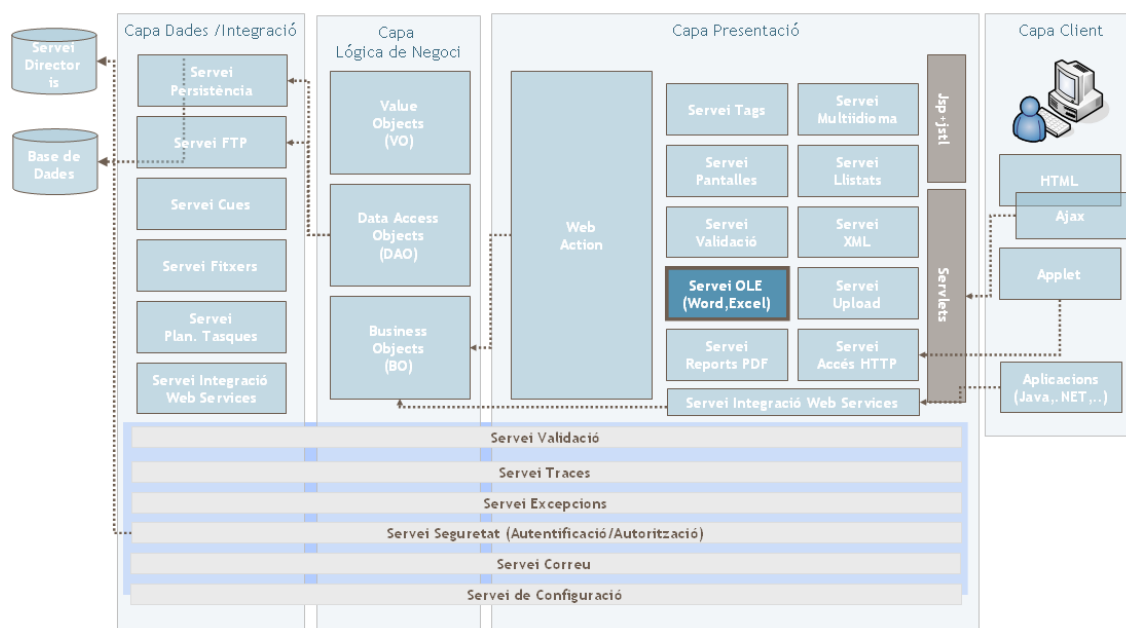 Servei
Director
is
Base de
Dades
Capa Dades /Integració
Servei
Persistència
Servei FTP
Servei Cues
Servei Fitxers
Servei
Plan. Tasques
Servei Integració
Web Services
Capa
Lógica de Negoci
Value
Objects
(VO)
Data Access
Objects
(DAO)
Business
Objects
(BO)
Capa Presentació
Web
Action
Servei Tags
Servei
Multiidioma
Servei
Pantalles
Servei
Llistats
Servei
Validació
Servei
XML
Servei OLE
(Word,Excel)
Servei
Upload
Servei
Reports PDF
Servei
Accés HTTP
Servei Integració Web Services
Jsp+jstl
Servlets
Capa Client
HTML
Ajax
Applet
Aplicacions
(Java,.NET,..)
Servei Validació
Servei Traces
Servei Excepcions
Servei Seguretat (Autentificació/Autorització)
Servei Correu
Servei de Configuració